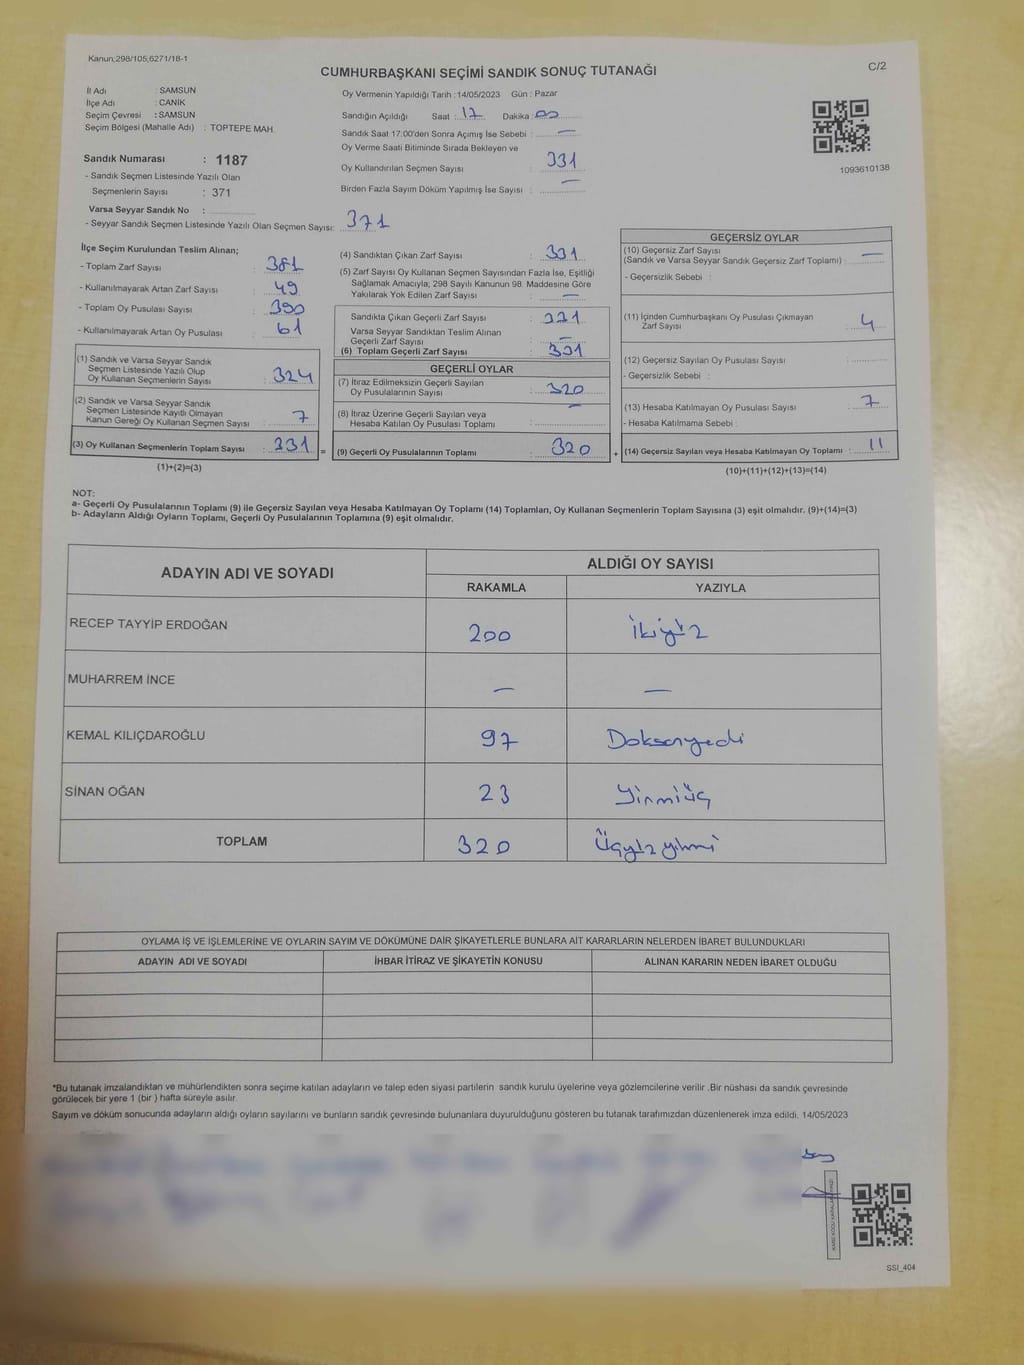 Kanun;298/105,6271/18-1
CUMHURBAŞKANI SEÇİMİ SANDIK SONUÇ TUTANAĞI
C/2
İl Adı : SAMSUN
İlçe Adı : CANİK
Seçim Çevresi : SAMSUN
Seçim Bölgesi (Mahalle Adı) : TOPTEPE MAH.
Sandık Numarası : 1187
- Sandık Seçmen Listesinde Yazılı Olan
Seçmenlerin Sayısı : 371
Varsa Seyyar Sandık No :
- Seyyar Sandık Seçmen Listesinde Yazılı Olan Seçmen Sayısı: 371
Oy Vermenin Yapıldığı Tarih :14/05/2023 Gün : Pazar
Sandığın Açıldığı Saat : 17 Dakika : 00
Sandık Saat 17:00'den Sonra Açımış İse Sebebi : —
Oy Verme Saati Bitiminde Sırada Bekleyen ve
Oy Kullandırılan Seçmen Sayısı : 331
Birden Fazla Sayım Döküm Yapılmış İse Sayısı : —
1093610138
İlçe Seçim Kurulundan Teslim Alınan;
- Toplam Zarf Sayısı : 381
- Kullanılmayarak Artan Zarf Sayısı : 49
- Toplam Oy Pusulası Sayısı : 390
- Kullanılmayarak Artan Oy Pusulası : 61
(1) Sandık ve Varsa Seyyar Sandık
Seçmen Listesinde Yazılı Olup
Oy Kullanan Seçmenlerin Sayısı : 324
(2) Sandık ve Varsa Seyyar Sandık
Seçmen Listesinde Kayıtlı Olmayan
Kanun Gereği Oy Kullanan Seçmen Sayısı : 7
(3) Oy Kullanan Seçmenlerin Toplam Sayısı : 331 =
(1)+(2)=(3)
(4) Sandıktan Çıkan Zarf Sayısı : 331
(5) Zarf Sayısı Oy Kullanan Seçmen Sayısından Fazla İse, Eşitliği
Sağlamak Amacıyla; 298 Sayılı Kanunun 98. Maddesine Göre
Yakılarak Yok Edilen Zarf Sayısı : —
Sandıkta Çıkan Geçerli Zarf Sayısı : 331
Varsa Seyyar Sandıktan Teslim Alınan
Geçerli Zarf Sayısı : —
(6) Toplam Geçerli Zarf Sayısı : 331
GEÇERLİ OYLAR
(7) İtiraz Edilmeksizin Geçerli Sayılan
Oy Pusulalarının Sayısı : 320
(8) İtiraz Üzerine Geçerli Sayılan veya
Hesaba Katılan Oy Pusulası Toplamı : —
(9) Geçerli Oy Pusulalarının Toplamı : 320 +
GEÇERSİZ OYLAR
(10) Geçersiz Zarf Sayısı
(Sandık ve Varsa Seyyar Sandık Geçersiz Zarf Toplamı) : —
- Geçersizlik Sebebi :
(11) İçinden Cumhurbaşkanı Oy Pusulası Çıkmayan
Zarf Sayısı : 4
(12) Geçersiz Sayılan Oy Pusulası Sayısı :
- Geçersizlik Sebebi :
(13) Hesaba Katılmayan Oy Pusulası Sayısı : 7
- Hesaba Katılmama Sebebi :
(14) Geçersiz Sayılan veya Hesaba Katılmayan Oy Toplamı : 11
(10)+(11)+(12)+(13)=(14)
NOT:
a- Geçerli Oy Pusulalarının Toplamı (9) ile Geçersiz Sayılan veya Hesaba Katılmayan Oy Toplamı (14) Toplamları, Oy Kullanan Seçmenlerin Toplam Sayısına (3) eşit olmalıdır. (9)+(14)=(3)
b- Adayların Aldığı Oyların Toplamı, Geçerli Oy Pusulalarının Toplamına (9) eşit olmalıdır.
ADAYIN ADI VE SOYADI
ALDIĞI OY SAYISI
RAKAMLA YAZIYLA
RECEP TAYYİP ERDOĞAN 200 İkiyüz
MUHARREM İNCE — —
KEMAL KILIÇDAROĞLU 97 Doksanyedi
SİNAN OĞAN 23 Yirmiüç
TOPLAM 320 Üçyüz yirmi
OYLAMA İŞ VE İŞLEMLERİNE VE OYLARIN SAYIM VE DÖKÜMÜNE DAİR ŞİKAYETLERLE BUNLARA AİT KARARLARIN NELERDEN İBARET BULUNDUKLARI
ADAYIN ADI VE SOYADI İHBAR İTİRAZ VE ŞİKAYETİN KONUSU ALINAN KARARIN NEDEN İBARET OLDUĞU
*Bu tutanak imzalandıktan ve mühürlendikten sonra seçime katılan adayların ve talep eden siyasi partilerin sandık kurulu üyelerine veya gözlemcilerine verilir .Bir nüshası da sandık çevresinde
görülecek bir yere 1 (bir ) hafta süreyle asılır.
Sayım ve döküm sonucunda adayların aldığı oyların sayılarını ve bunların sandık çevresinde bulunanlara duyurulduğunu gösteren bu tutanak tarafımızdan düzenlenerek imza edildi. 14/05/2023
SSI_404